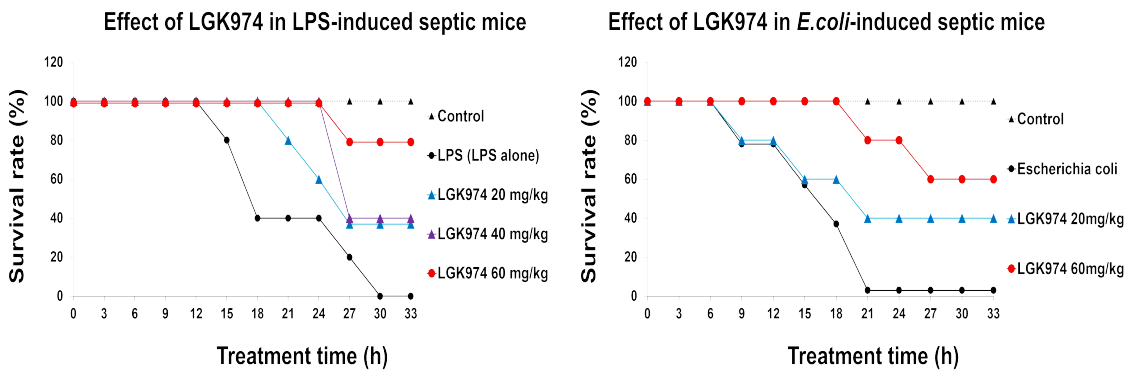 Effect of LGK974 in LPS-induced septic mice
Survival rate (%)
120
100
80
60
40
20
0
0 3 6 9 12 15 18 21 24 27 30 33
Treatment time (h)
Control
LPS (LPS alone)
LGK974 20 mg/kg
LGK974 40 mg/kg
LGK974 60 mg/kg
Effect of LGK974 in E.coli-induced septic mice
Survival rate (%)
120
100
80
60
40
20
0
0 3 6 9 12 15 18 21 24 27 30 33
Treatment time (h)
Control
Escherichia coli
LGK974 20mg/kg
LGK974 60mg/kg